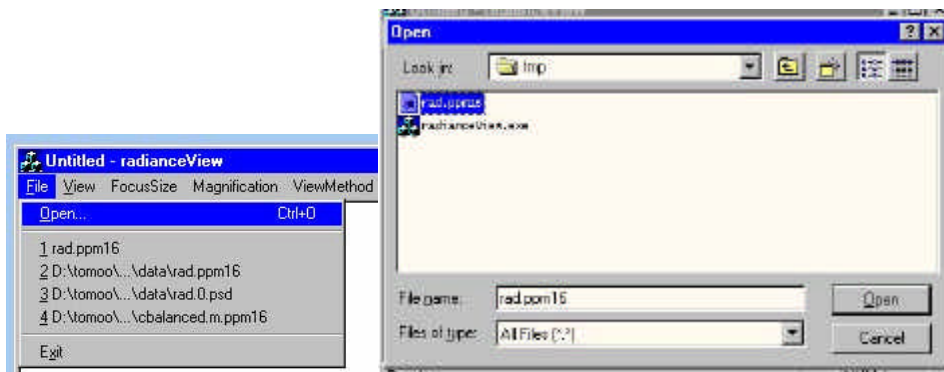 Untitled - radianceView
File View FocusSize Magnification ViewMethod
Open... Ctrl+O
1 rad.ppm16
2 D:\tomoo\...\data\rad.ppm16
3 D:\tomoo\...\data\rad.0.psd
4 D:\tomoo\...\cbalanced.m.ppm16
Exit
Open
Look in: tmp
rad.ppm16
radianceView.exe
File name: rad.ppm16 Open
Files of type: All Files (*.*) Cancel